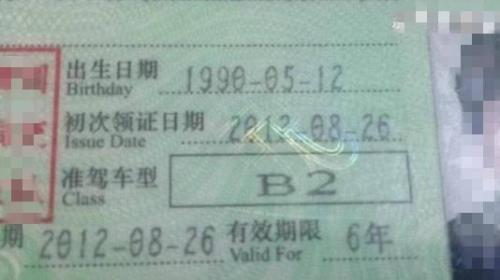 出生日期 1990-05-12
Birthday
初次领证日期 2012-08-26
Issue Date
准驾车型 B2
Class
期 2012-08-26 有效期限 6年
Valid For